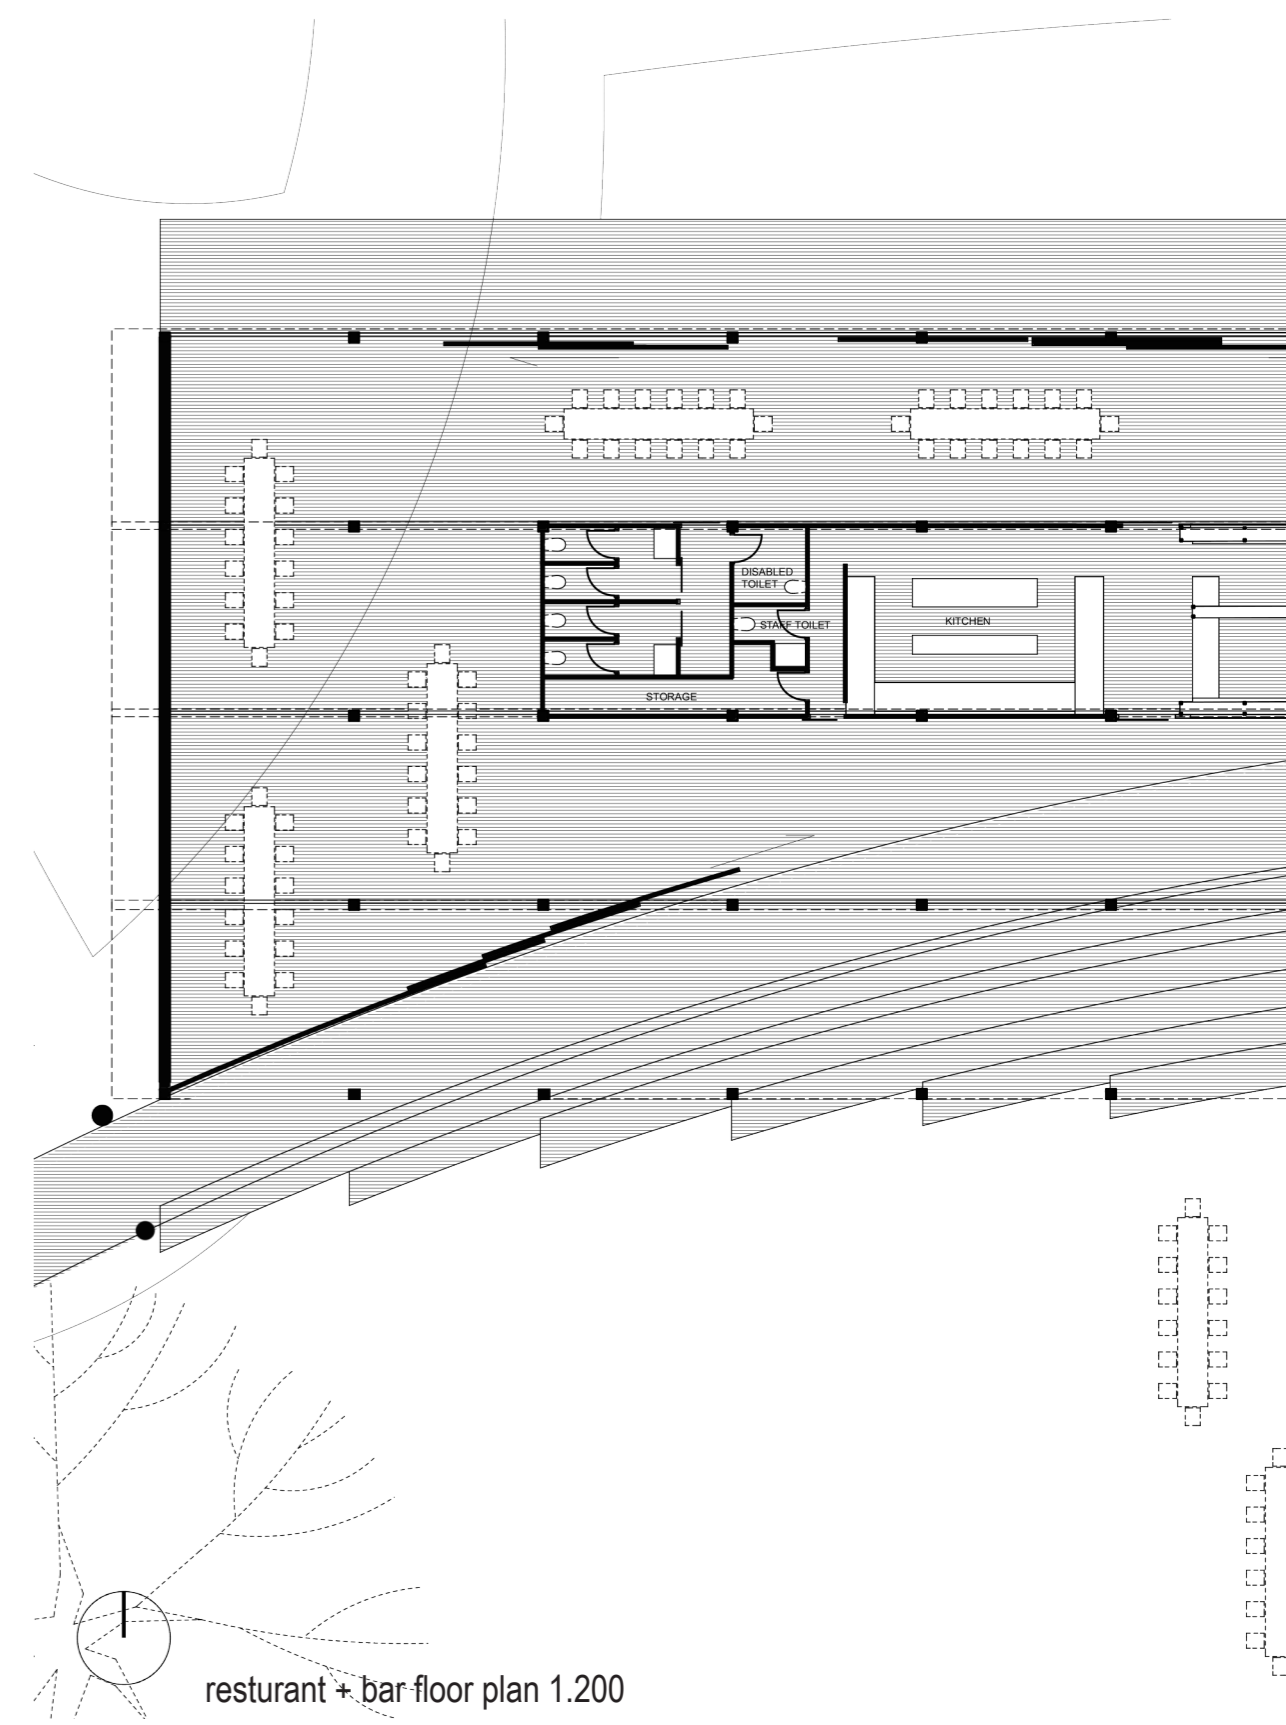 DISABLED
TOILET
STAFF TOILET
KITCHEN
STORAGE
resturant + bar floor plan 1.200